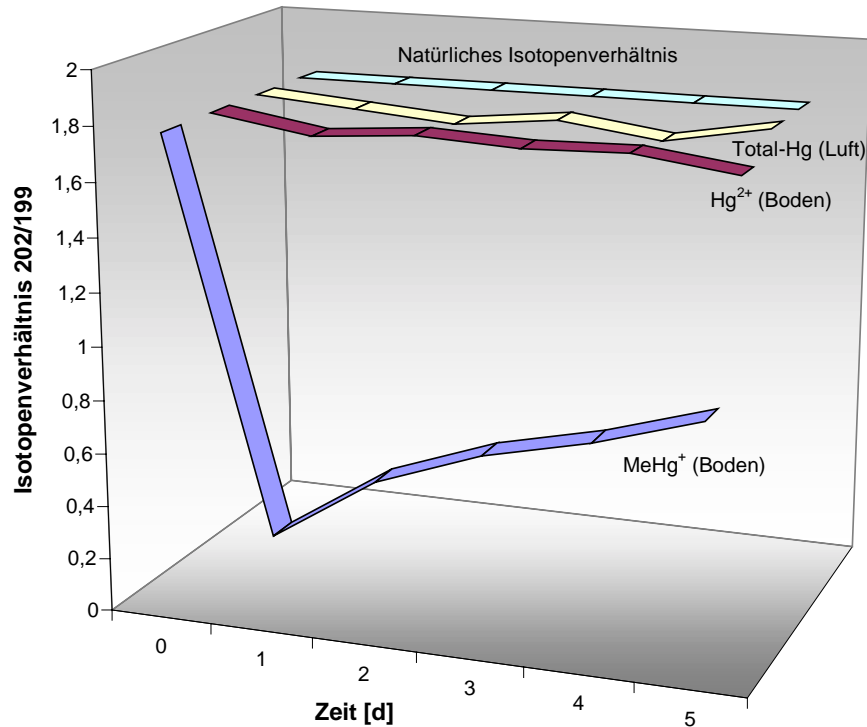 Natürliches Isotopenverhältnis
2
1,8
1,6
1,4
1,2
1
0,8
0,6
0,4
0,2
0
Isotopenverhältnis 202/199
Total-Hg (Luft)
Hg²⁺ (Boden)
MeHg⁺ (Boden)
0
1
2
3
4
5
Zeit [d]